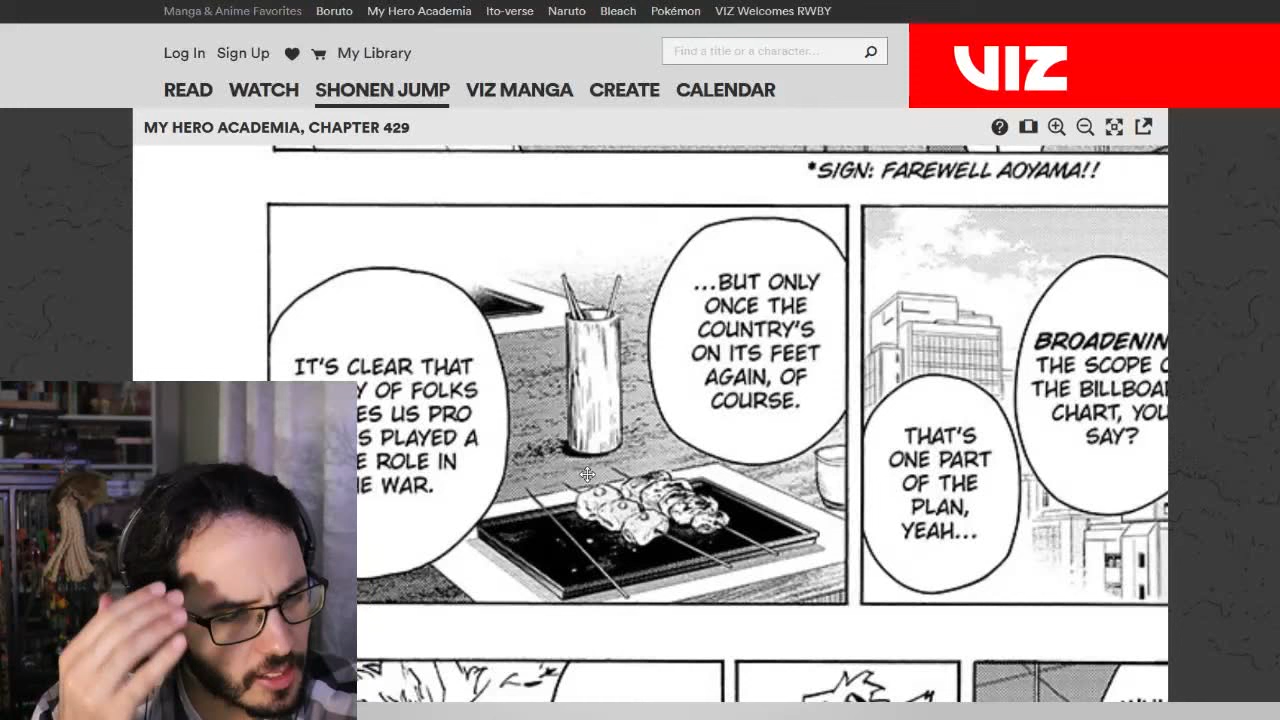 Manga & Anime Favorites Boruto My Hero Academia Ito-verse Naruto Bleach Pokémon VIZ Welcomes RWBY
Log In Sign Up My Library
Find a title or a character...
VIZ
READ WATCH SHONEN JUMP VIZ MANGA CREATE CALENDAR
MY HERO ACADEMIA, CHAPTER 429
*SIGN: FAREWELL AOYAMA!!
BROADENIN
THE SCOPE O
THE BILLBOA
CHART, YOU
SAY?
THAT'S
ONE PART
OF THE
PLAN,
YEAH...
...BUT ONLY
ONCE THE
COUNTRY'S
ON ITS FEET
AGAIN, OF
COURSE.
IT'S CLEAR THAT
Y OF FOLKS
ES US PRO
S PLAYED A
E ROLE IN
E WAR.